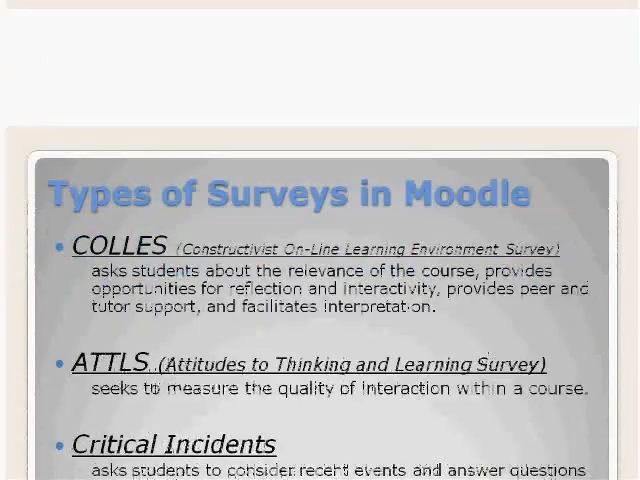 Types of Surveys in Moodle
• COLLES (Constructivist On-Line Learning Environment Survey)
asks students about the relevance of the course, provides
opportunities for reflection and interactivity, provides peer and
tutor support, and facilitates interpretation.
• ATTLS (Attitudes to Thinking and Learning Survey)
seeks to measure the quality of interaction within a course.
• Critical Incidents
asks students to consider recent events and answer questions